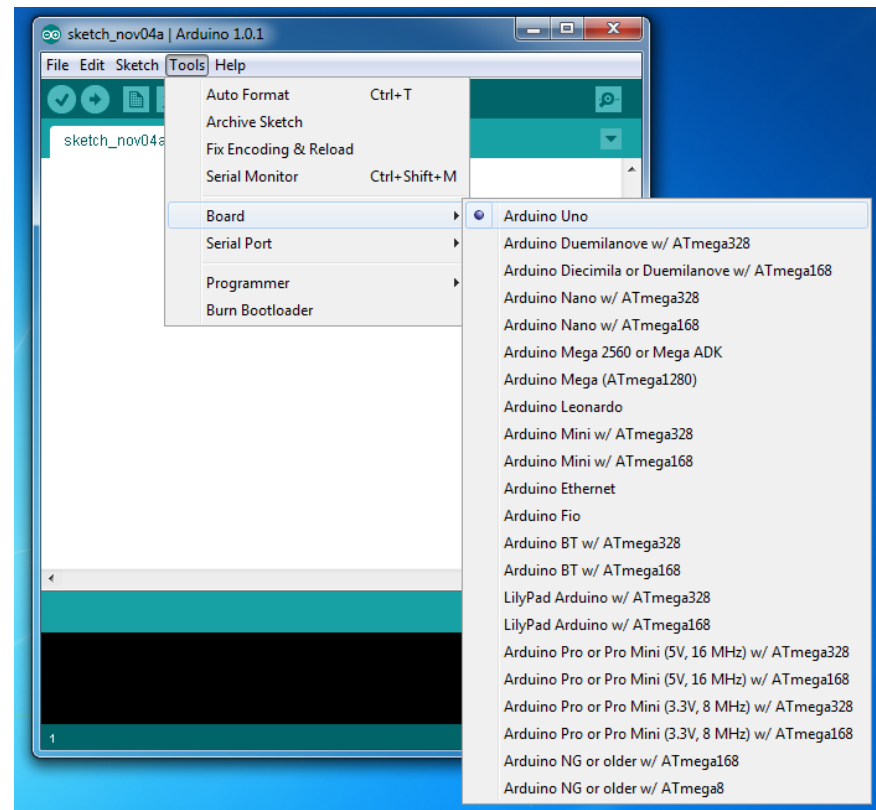 sketch_nov04a | Arduino 1.0.1
File Edit Sketch Tools Help
Auto Format Ctrl+T
Archive Sketch
sketch_nov04a
Fix Encoding & Reload
Serial Monitor Ctrl+Shift+M
Board
Serial Port
Programmer
Burn Bootloader
Arduino Uno
Arduino Duemilanove w/ ATmega328
Arduino Diecimila or Duemilanove w/ ATmega168
Arduino Nano w/ ATmega328
Arduino Nano w/ ATmega168
Arduino Mega 2560 or Mega ADK
Arduino Mega (ATmega1280)
Arduino Leonardo
Arduino Mini w/ ATmega328
Arduino Mini w/ ATmega168
Arduino Ethernet
Arduino Fio
Arduino BT w/ ATmega328
Arduino BT w/ ATmega168
LilyPad Arduino w/ ATmega328
LilyPad Arduino w/ ATmega168
Arduino Pro or Pro Mini (5V, 16 MHz) w/ ATmega328
Arduino Pro or Pro Mini (5V, 16 MHz) w/ ATmega168
Arduino Pro or Pro Mini (3.3V, 8 MHz) w/ ATmega328
Arduino Pro or Pro Mini (3.3V, 8 MHz) w/ ATmega168
Arduino NG or older w/ ATmega168
Arduino NG or older w/ ATmega8
1